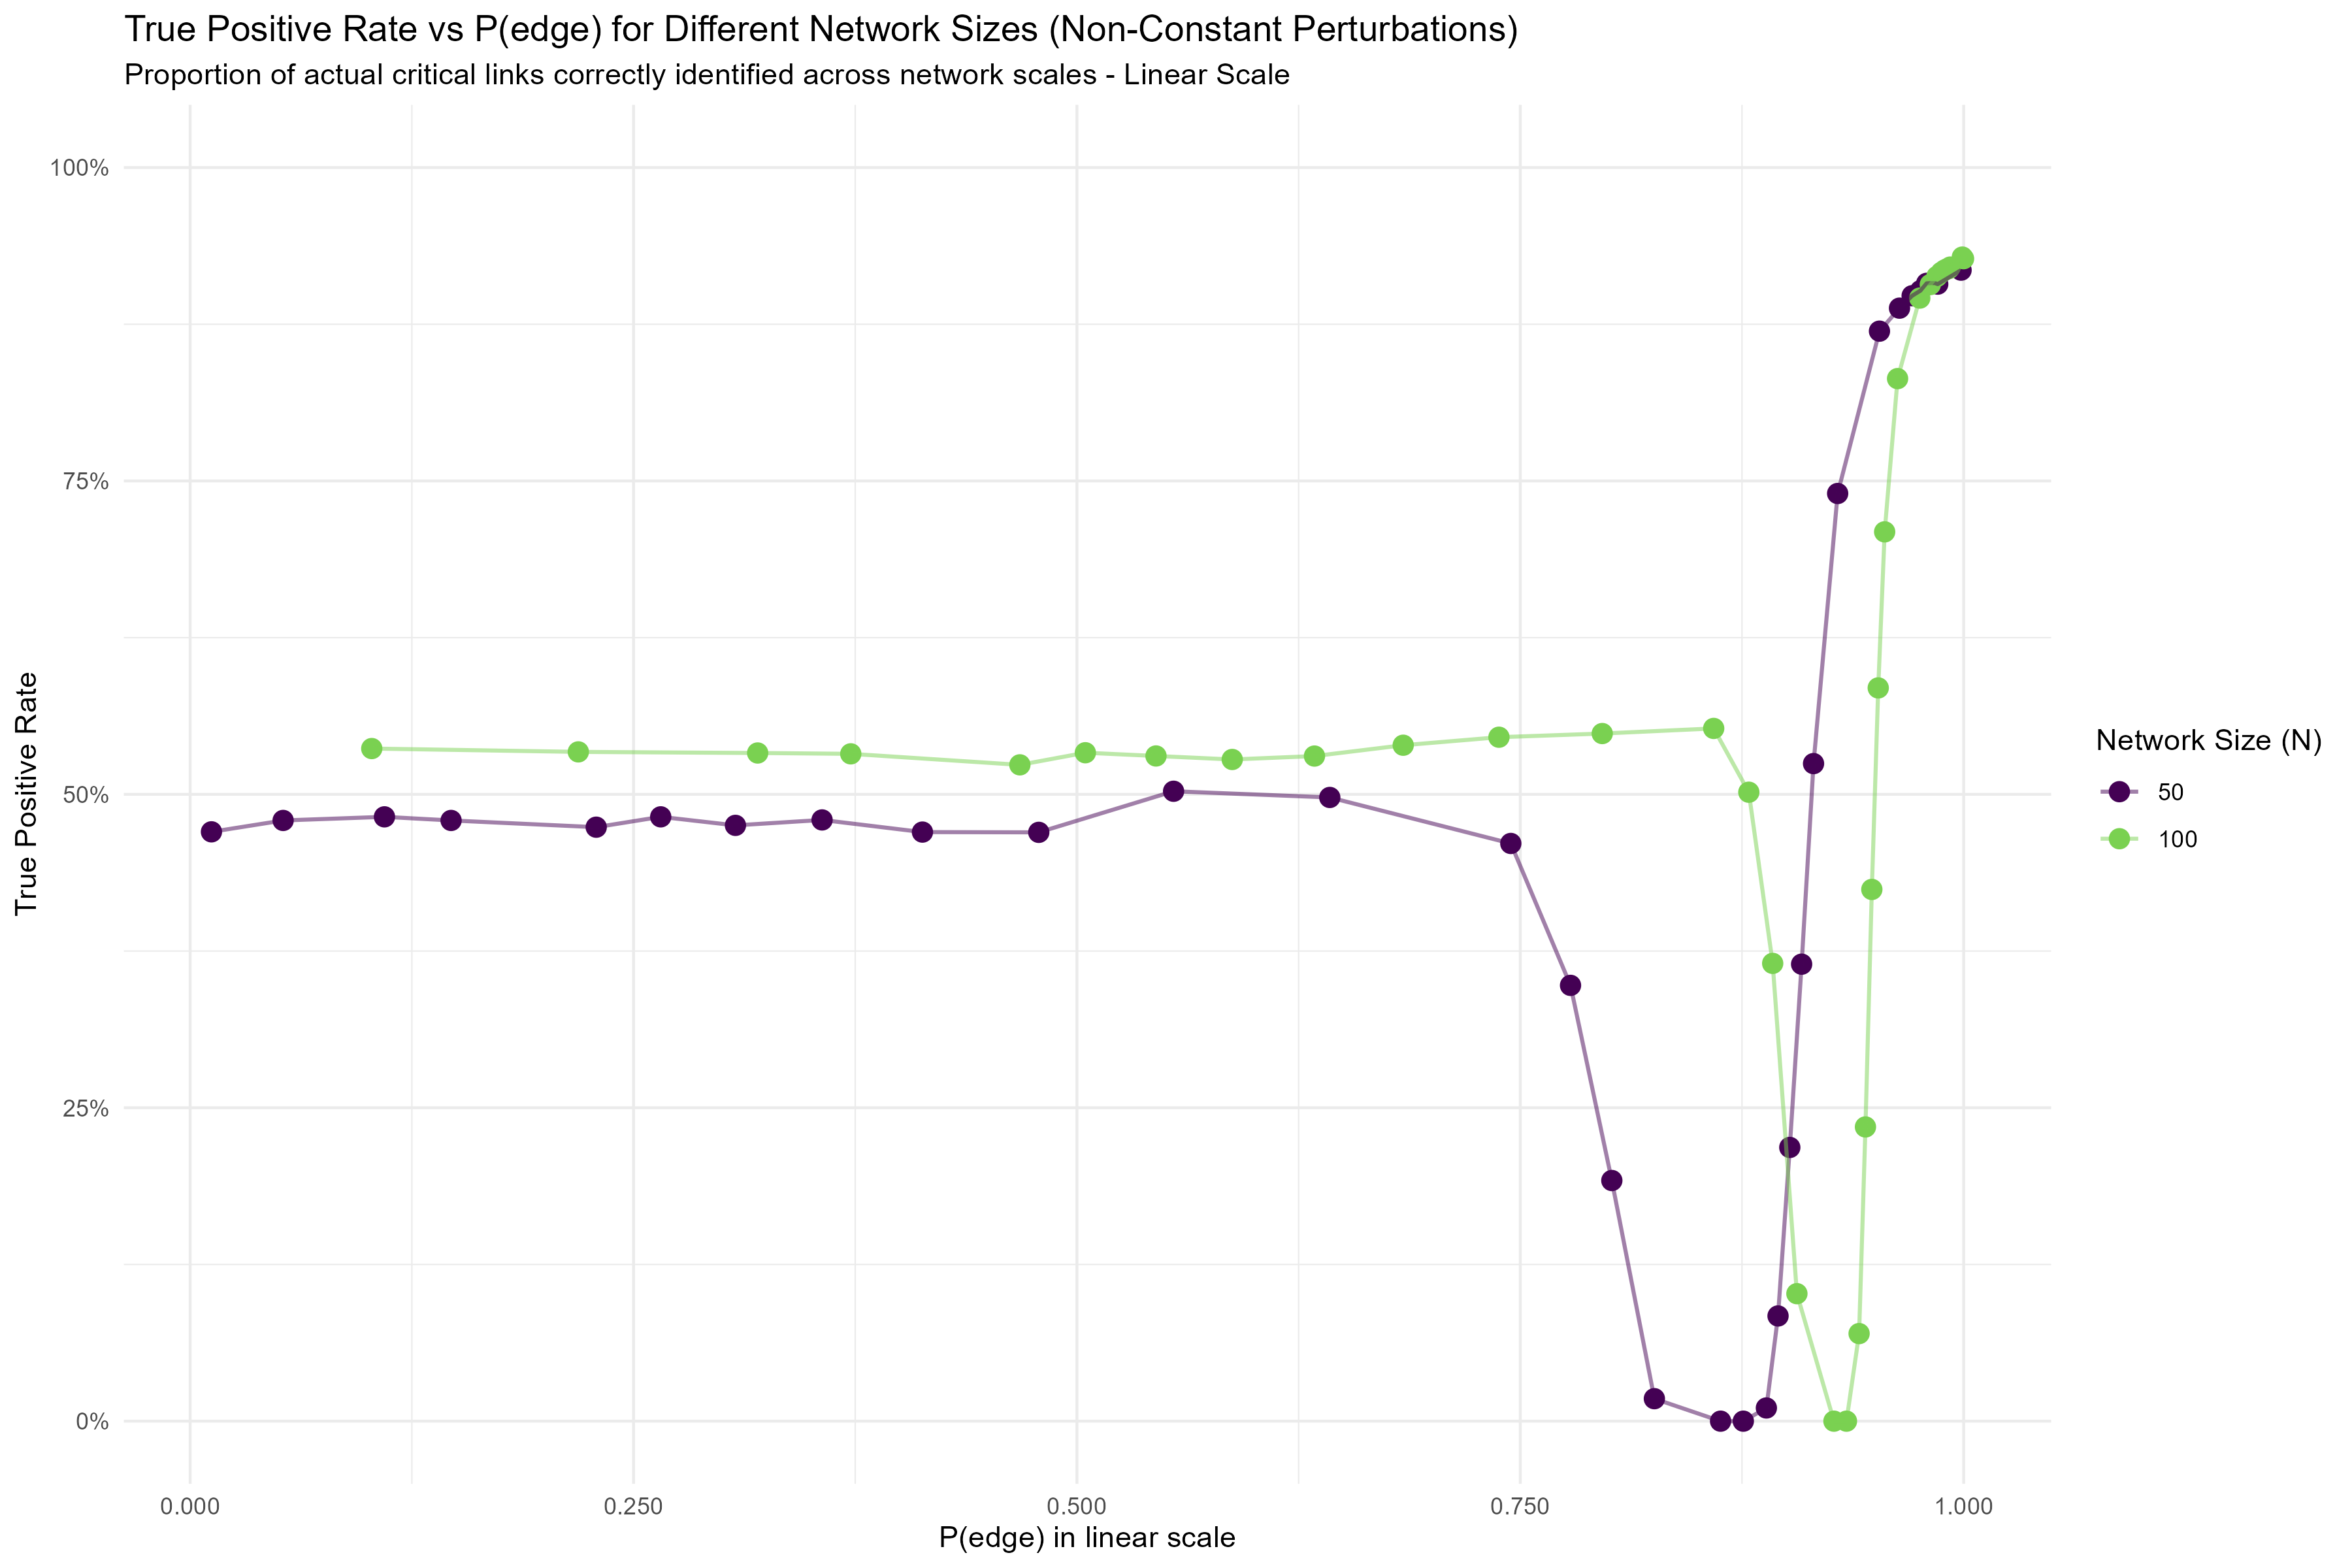 True Positive Rate vs P(edge) for Different Network Sizes (Non-Constant Perturbations)
Proportion of actual critical links correctly identified across network scales - Linear Scale
True Positive Rate
100%
75%
50%
25%
0%
0.000
0.250
0.500
0.750
1.000
P(edge) in linear scale
Network Size (N)
50
100